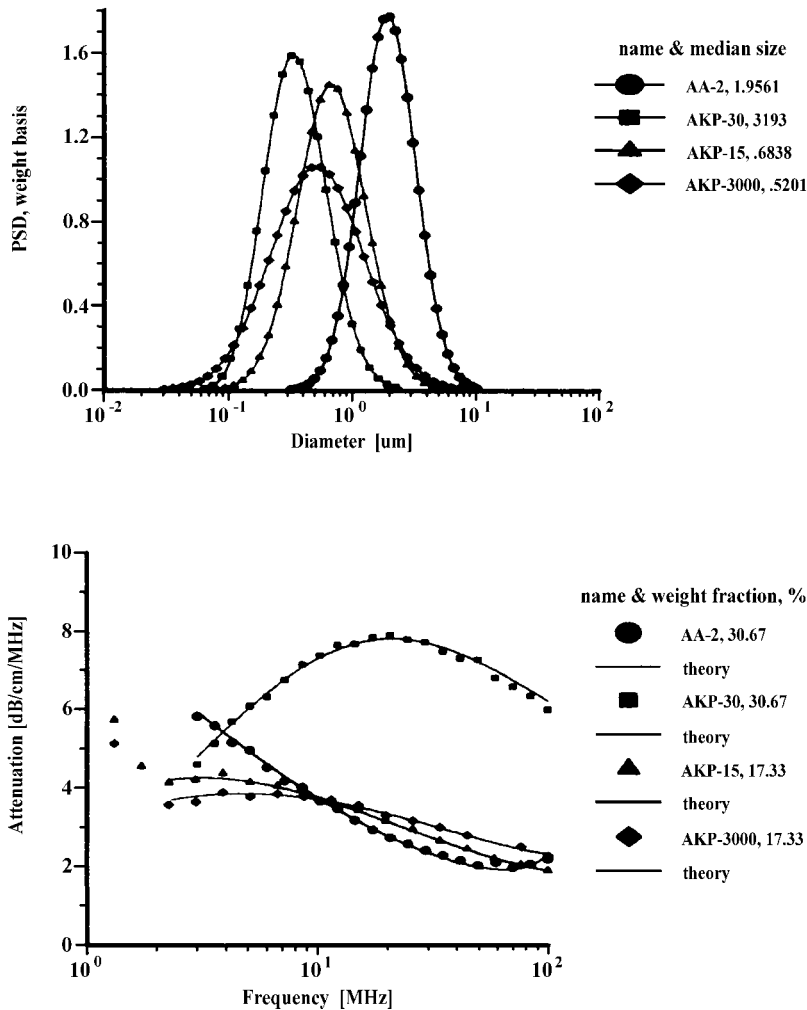 1.6
1.2
0.8
0.4
0.0
PSD, weight basis
10-2
10-1
100
101
102
Diameter [um]
name & median size
AA-2, 1.9561
AKP-30, 3193
AKP-15, .6838
AKP-3000, .5201
10
8
6
4
2
0
Attenuation [dB/cm/MHz]
100
101
102
Frequency [MHz]
name & weight fraction, %
AA-2, 30.67
theory
AKP-30, 30.67
theory
AKP-15, 17.33
theory
AKP-3000, 17.33
theory